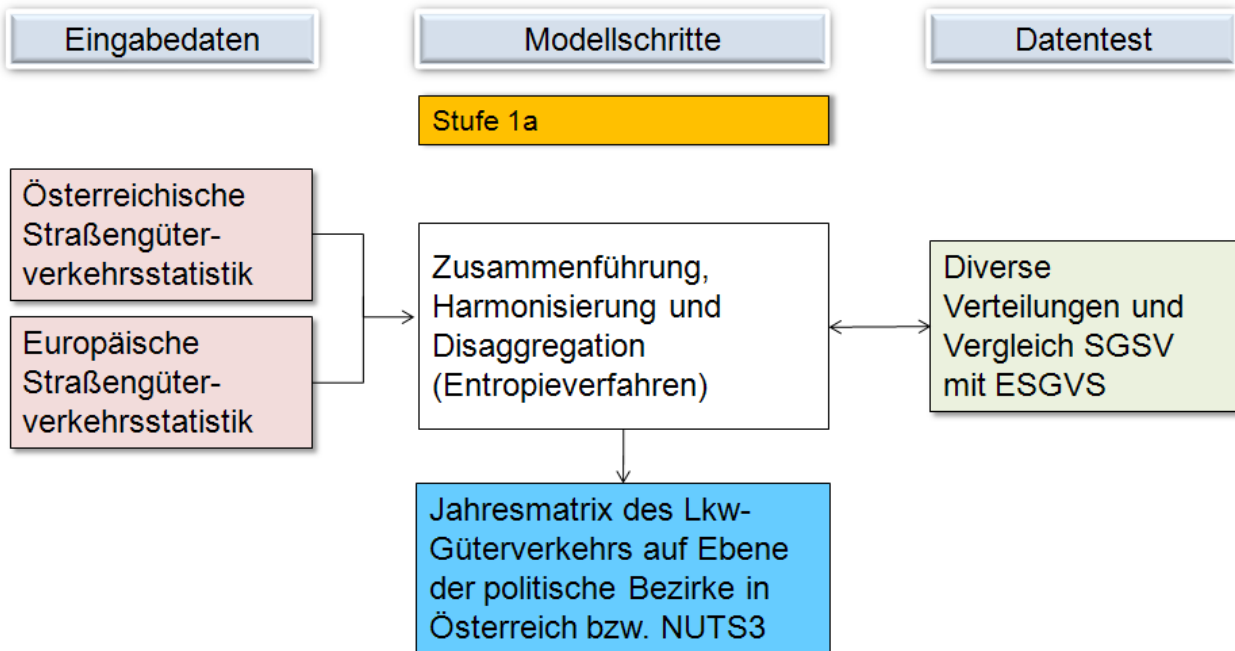 Eingabedaten
Modellschritte
Datentest
Stufe 1a
Österreichische
Straßengüter-
verkehrsstatistik
Europäische
Straßengüter-
verkehrsstatistik
Zusammenführung,
Harmonisierung und
Disaggregation
(Entropieverfahren)
Diverse
Verteilungen und
Vergleich SGSV
mit ESGVS
Jahresmatrix des Lkw-
Güterverkehrs auf Ebene
der politische Bezirke in
Österreich bzw. NUTS3